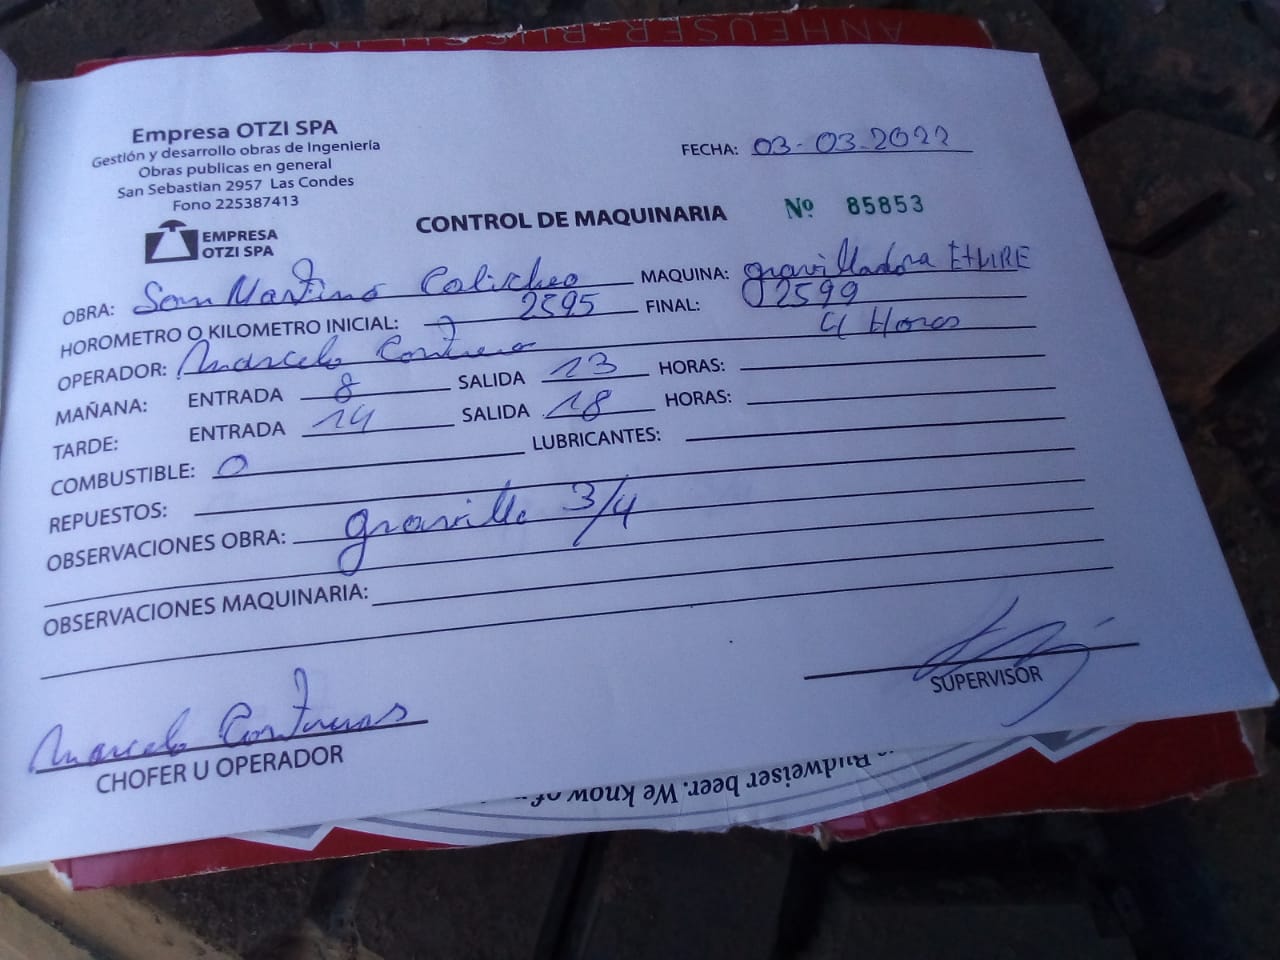 ANHEUSER-BUSCH, INC.
Empresa OTZI SPA
Gestión y desarrollo obras de Ingeniería
Obras publicas en general
San Sebastian 2957 Las Condes
Fono 225387413
FECHA: 03-03-2022
EMPRESA
OTZI SPA
CONTROL DE MAQUINARIA Nº 85853
OBRA: San Martino Calicheo MAQUINA: gravilladora ETNYRE
HOROMETRO O KILOMETRO INICIAL: 2595 FINAL: 2599
OPERADOR: Marcelo Contreras 4 Horas
MAÑANA: ENTRADA 8 SALIDA 13 HORAS:
TARDE: ENTRADA 14 SALIDA 18 HORAS:
COMBUSTIBLE: 0 LUBRICANTES:
REPUESTOS:
OBSERVACIONES OBRA: gravilla 3/4
OBSERVACIONES MAQUINARIA:
Marcelo Contreras
CHOFER U OPERADOR
SUPERVISOR
Budweiser beer. We know of